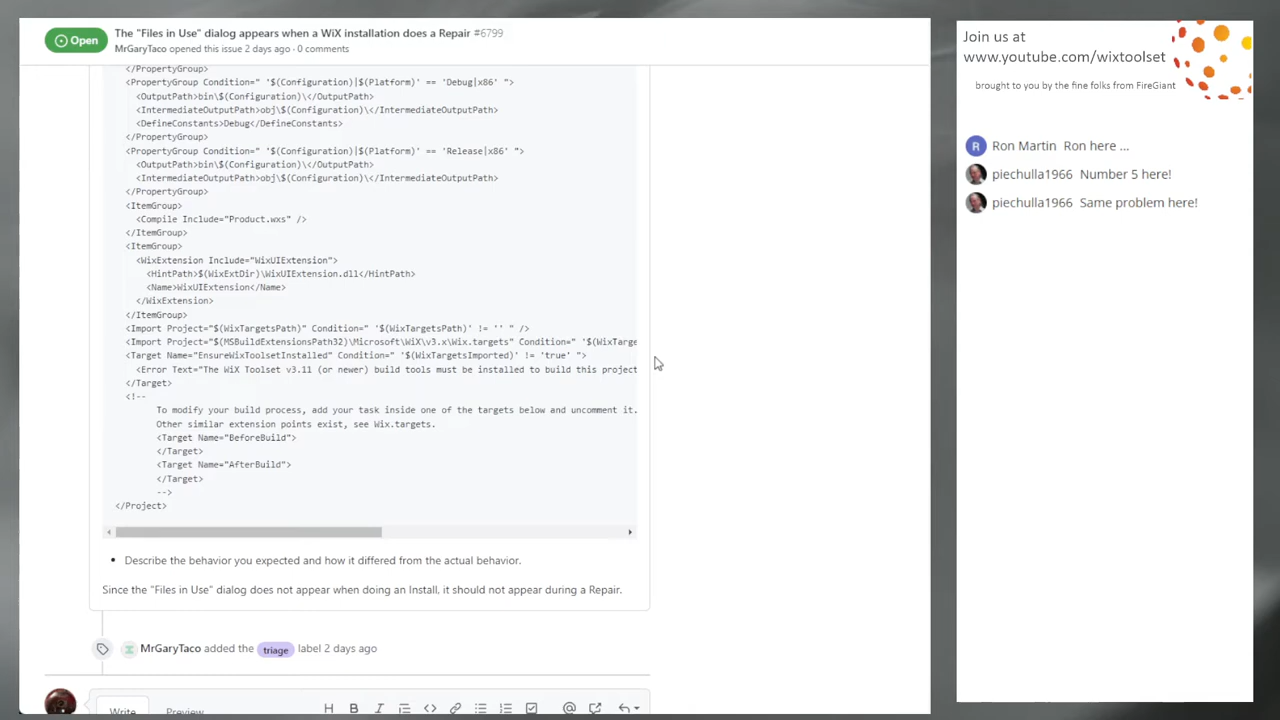 Open
The "Files in Use" dialog appears when a WiX installation does a Repair #6799
MrGaryTaco opened this issue 2 days ago · 0 comments
</PropertyGroup>
<PropertyGroup Condition=" '$(Configuration)|$(Platform)' == 'Debug|x86' ">
<OutputPath>bin\$(Configuration)\</OutputPath>
<IntermediateOutputPath>obj\$(Configuration)\</IntermediateOutputPath>
<DefineConstants>Debug</DefineConstants>
</PropertyGroup>
<PropertyGroup Condition=" '$(Configuration)|$(Platform)' == 'Release|x86' ">
<OutputPath>bin\$(Configuration)\</OutputPath>
<IntermediateOutputPath>obj\$(Configuration)\</IntermediateOutputPath>
</PropertyGroup>
<ItemGroup>
<Compile Include="Product.wxs" />
</ItemGroup>
<ItemGroup>
<WixExtension Include="WixUIExtension">
<HintPath>$(WixExtDir)\WixUIExtension.dll</HintPath>
<Name>WixUIExtension</Name>
</WixExtension>
</ItemGroup>
<Import Project="$(WixTargetsPath)" Condition=" '$(WixTargetsPath)' != '' " />
<Import Project="$(MSBuildExtensionsPath32)\Microsoft\WiX\v3.x\Wix.targets" Condition=" '$(WixTarge
<Target Name="EnsureWixToolsetInstalled" Condition=" '$(WixTargetsImported)' != 'true' ">
<Error Text="The WiX Toolset v3.11 (or newer) build tools must be installed to build this project
</Target>
<!--
To modify your build process, add your task inside one of the targets below and uncomment it.
Other similar extension points exist, see Wix.targets.
<Target Name="BeforeBuild">
</Target>
<Target Name="AfterBuild">
</Target>
-->
</Project>
• Describe the behavior you expected and how it differed from the actual behavior.
Since the "Files in Use" dialog does not appear when doing an Install, it should not appear during a Repair.
MrGaryTaco added the triage label 2 days ago
Write Preview
Join us at
www.youtube.com/wixtoolset
brought to you by the fine folks from FireGiant
R Ron Martin Ron here ...
piechulla1966 Number 5 here!
piechulla1966 Same problem here!